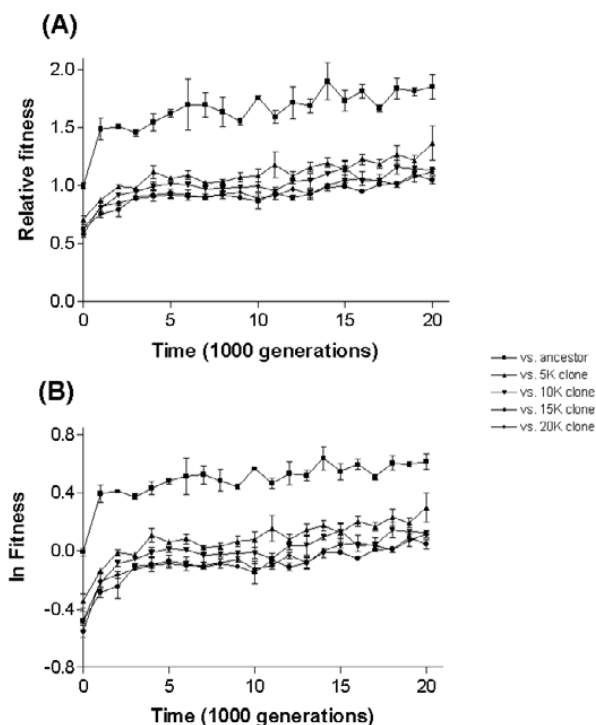 (A)
2.0
1.5
1.0
0.5
0.0
Relative fitness
0 5 10 15 20
Time (1000 generations)
vs. ancestor
vs. 5K clone
vs. 10K clone
vs. 15K clone
vs. 20K clone
(B)
0.8
0.4
0.0
-0.4
-0.8
ln Fitness
0 5 10 15 20
Time (1000 generations)